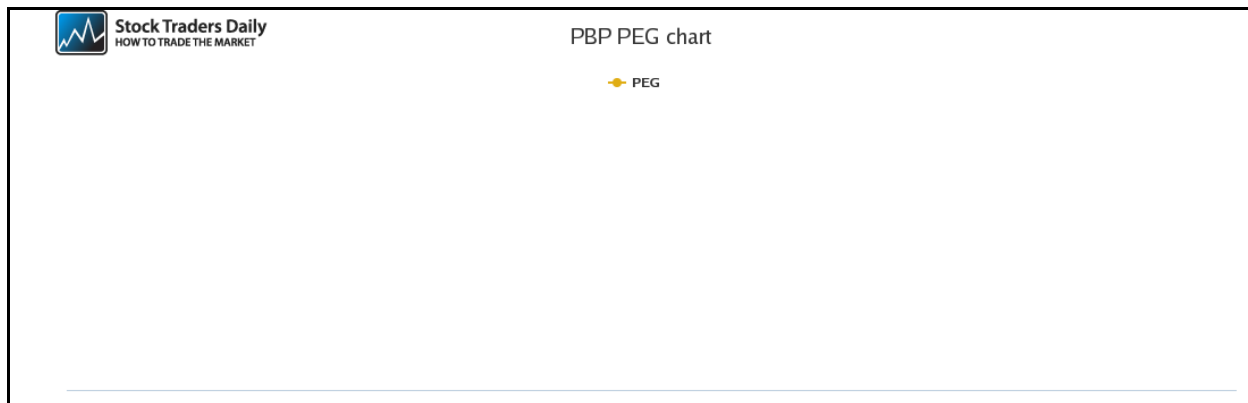 Stock Traders Daily
HOW TO TRADE THE MARKET
PBP PEG chart
PEG